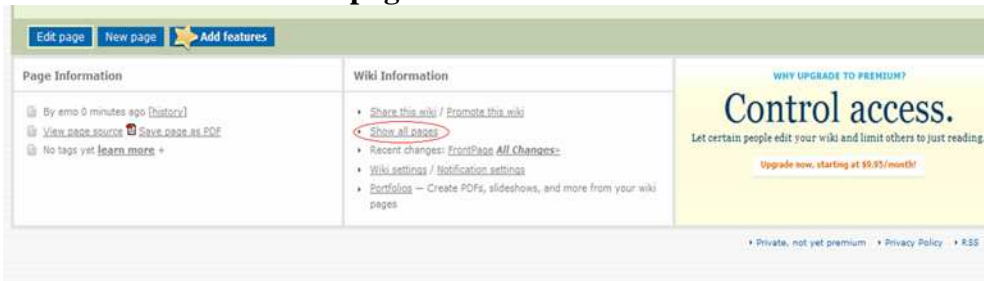 Edit page New page Add features
Page Information
By emo 0 minutes ago [history]
View page source Save page as PDF
No tags yet learn more +
Wiki Information
Share this wiki / Promote this wiki
Show all pages
Recent changes: FrontPage All Changes»
Wiki settings / Notification settings
Portfolios — Create PDFs, slideshows, and more from your wiki
pages
WHY UPGRADE TO PREMIUM?
Control access.
Let certain people edit your wiki and limit others to just reading.
Upgrade now, starting at $9.95/month!
Private, not yet premium Privacy Policy RSS